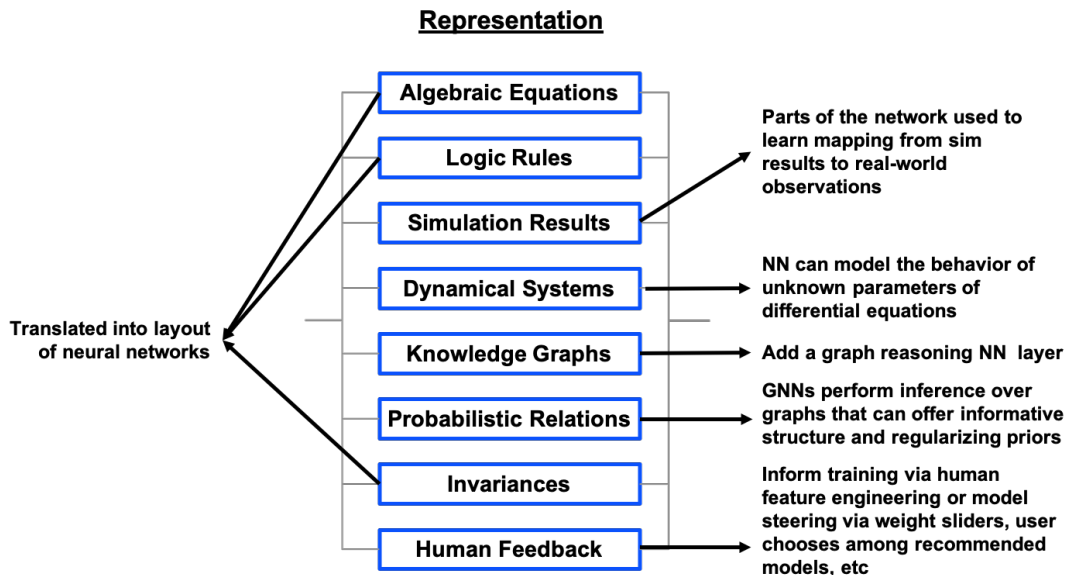 Representation
Algebraic Equations
Logic Rules
Simulation Results
Dynamical Systems
Knowledge Graphs
Probabilistic Relations
Invariances
Human Feedback
Translated into layout
of neural networks
Parts of the network used to
learn mapping from sim
results to real-world
observations
NN can model the behavior of
unknown parameters of
differential equations
Add a graph reasoning NN layer
GNNs perform inference over
graphs that can offer informative
structure and regularizing priors
Inform training via human
feature engineering or model
steering via weight sliders, user
chooses among recommended
models, etc